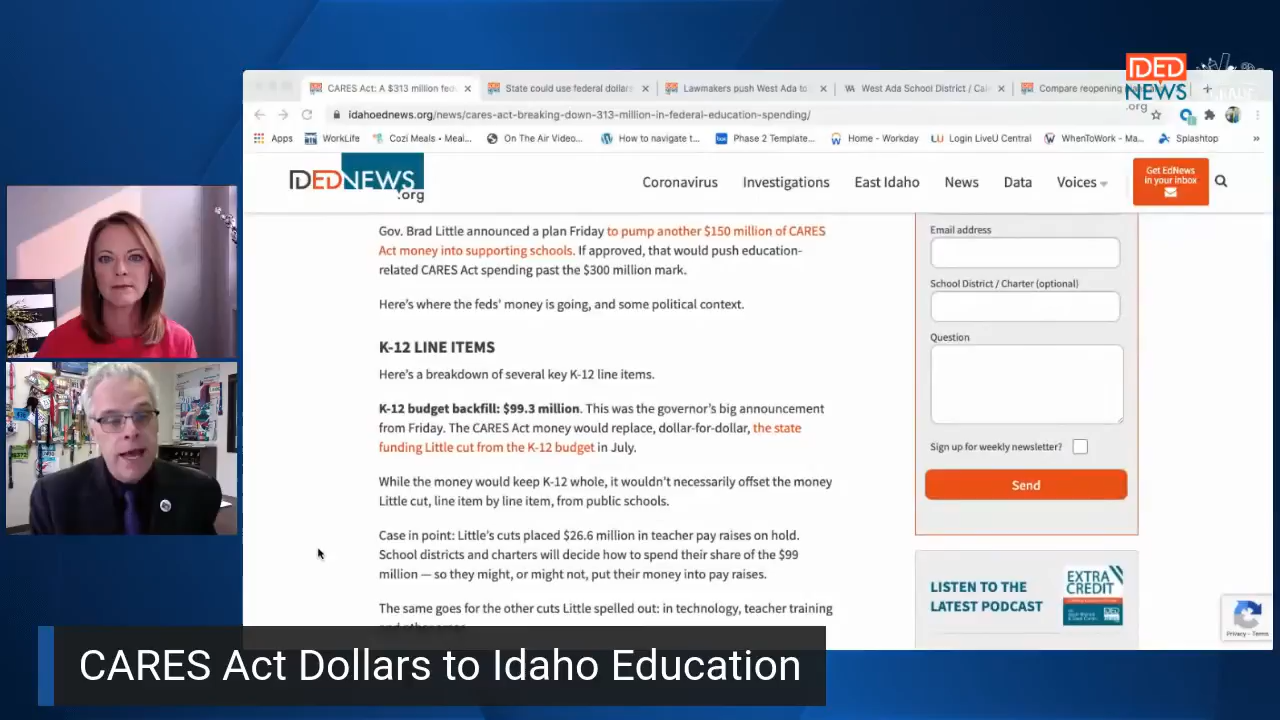 CARES Act: A $313 million fed
State could use federal dollars
Lawmakers push West Ada to
West Ada School District / Cal
Compare reopening
IDED
NEWS
.org
idahoednews.org/news/cares-act-breaking-down-313-million-in-federal-education-spending/
Apps
WorkLife
Cozi Meals • Meal...
On The Air Video...
How to navigate t...
Phase 2 Template...
Home - Workday
Login LiveU Central
WhenToWork - Ma...
Splashtop
»
IDEDNEWS
.org
Coronavirus
Investigations
East Idaho
News
Data
Voices
Get EdNews
in your inbox
Gov. Brad Little announced a plan Friday to pump another $150 million of CARES
Act money into supporting schools. If approved, that would push education-
related CARES Act spending past the $300 million mark.
Here's where the feds' money is going, and some political context.
K-12 LINE ITEMS
Here's a breakdown of several key K-12 line items.
K-12 budget backfill: $99.3 million. This was the governor's big announcement
from Friday. The CARES Act money would replace, dollar-for-dollar, the state
funding Little cut from the K-12 budget in July.
While the money would keep K-12 whole, it wouldn't necessarily offset the money
Little cut, line item by line item, from public schools.
Case in point: Little's cuts placed $26.6 million in teacher pay raises on hold.
School districts and charters will decide how to spend their share of the $99
million — so they might, or might not, put their money into pay raises.
The same goes for the other cuts Little spelled out: in technology, teacher training
Email address
School District / Charter (optional)
Question
Sign up for weekly newsletter?
Send
LISTEN TO THE
LATEST PODCAST
EXTRA
CREDIT
Privacy - Terms
CARES Act Dollars to Idaho Education